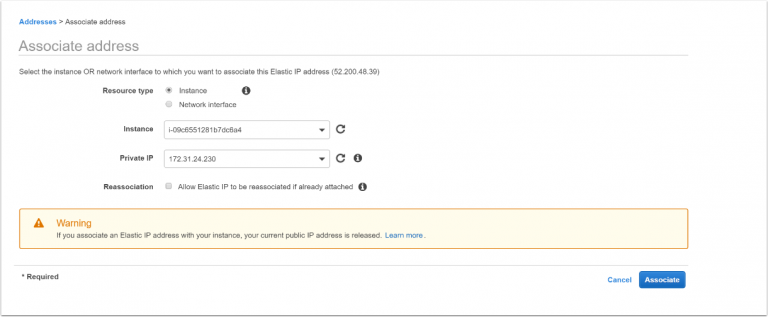 Addresses > Associate address
Associate address
Select the instance OR network interface to which you want to associate this Elastic IP address (52.200.48.39)
Resource type Instance
Network interface
Instance i-09c6551281b7dc6a4
Private IP 172.31.24.230
Reassociation Allow Elastic IP to be reassociated if already attached
Warning
If you associate an Elastic IP address with your instance, your current public IP address is released. Learn more.
* Required Cancel Associate